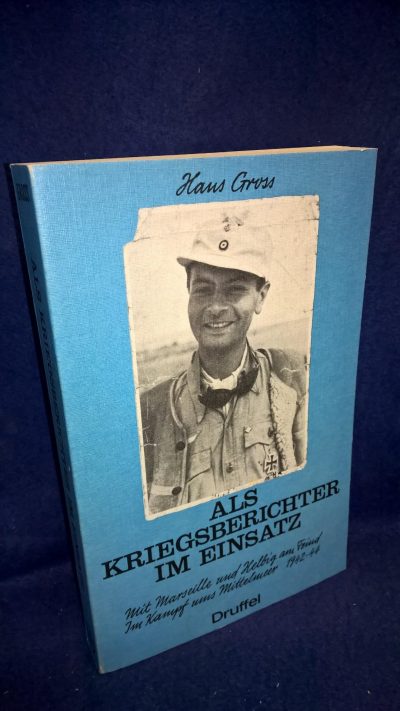 Hans Gross
ALS
KRIEGSBERICHTER
IM EINSATZ
Mit Marseille und Helbig am Feind
Im Kampf ums Mittelmeer 1942-44
Druffel